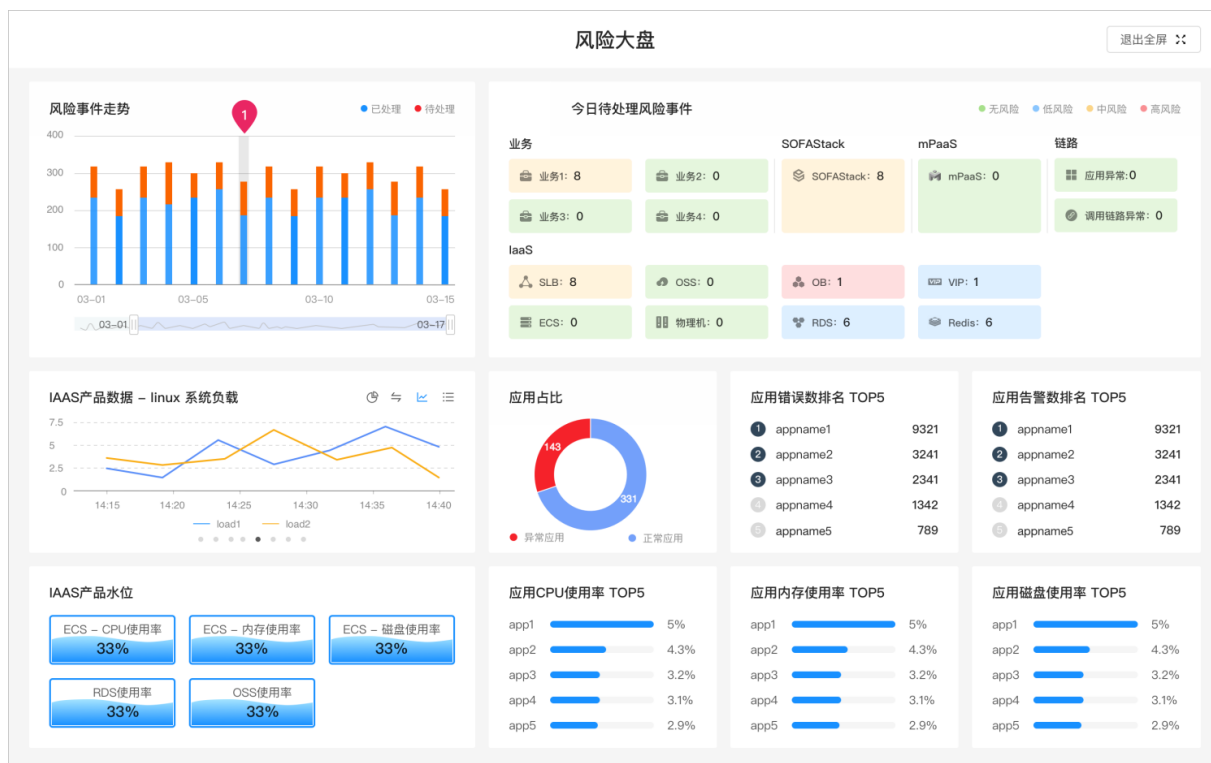 风险大盘
退出全屏
风险事件走势
1
已处理 待处理
400
300
200
100
0
03-01 03-05 03-10 03-15
03-01 03-17
今日待处理风险事件
无风险 低风险 中风险 高风险
业务 SOFAStack mPaaS 链路
业务1: 8 业务2: 0 SOFAStack: 8 mPaaS: 0 应用异常:0
业务3: 0 业务4: 0 调用链路异常: 0
IaaS
SLB: 8 OSS: 0 OB: 1 VIP VIP: 1
ECS: 0 物理机: 0 RDS: 6 Redis: 6
IAAS产品数据 - linux 系统负载
7.5
5
2.5
0
14:15 14:20 14:25 14:30 14:35 14:40
load1 load2
应用占比
143
331
异常应用 正常应用
应用错误数排名 TOP5
1 appname1 9321
2 appname2 3241
3 appname3 2341
4 appname4 1342
5 appname5 789
应用告警数排名 TOP5
1 appname1 9321
2 appname2 3241
3 appname3 2341
4 appname4 1342
5 appname5 789
IAAS产品水位
ECS - CPU使用率 ECS - 内存使用率 ECS - 磁盘使用率
33% 33% 33%
RDS使用率 OSS使用率
33% 33%
应用CPU使用率 TOP5
app1 5%
app2 4.3%
app3 3.2%
app4 3.1%
app5 2.9%
应用内存使用率 TOP5
app1 5%
app2 4.3%
app3 3.2%
app4 3.1%
app5 2.9%
应用磁盘使用率 TOP5
app1 5%
app2 4.3%
app3 3.2%
app4 3.1%
app5 2.9%